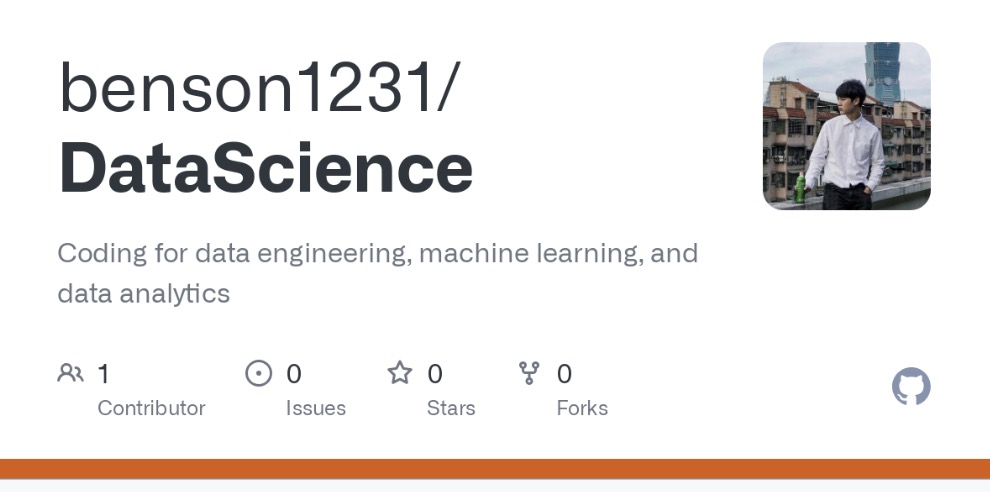 benson1231/
DataScience
Coding for data engineering, machine learning, and
data analytics
1 0 0 0
Contributor Issues Stars Forks